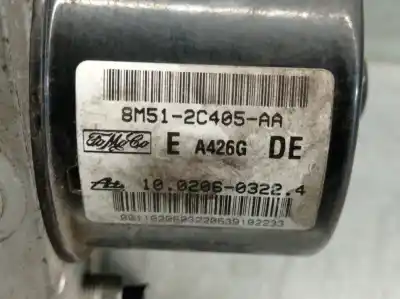 8M51-2C405-AA
FoMoCo E A426G DE
Ate 10.0206-0322.4